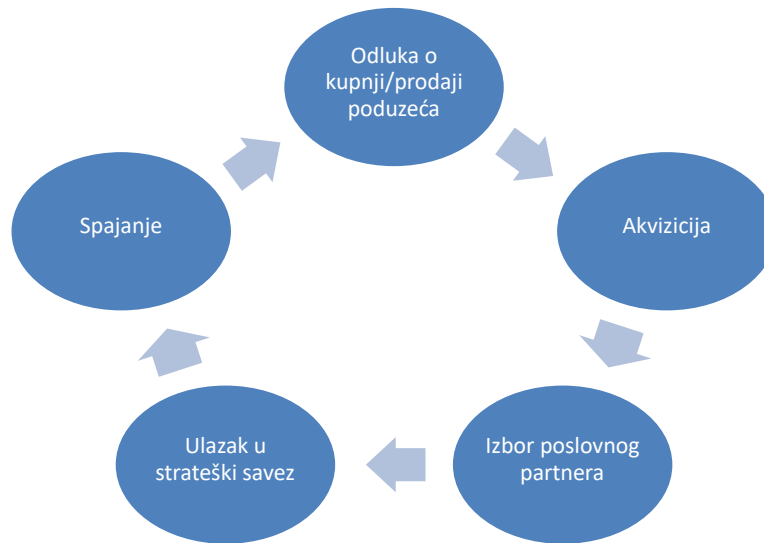 Odluka o
kupnji/prodaji
poduzeća
Akvizicija
Izbor poslovnog
partnera
Ulazak u
strateški savez
Spajanje